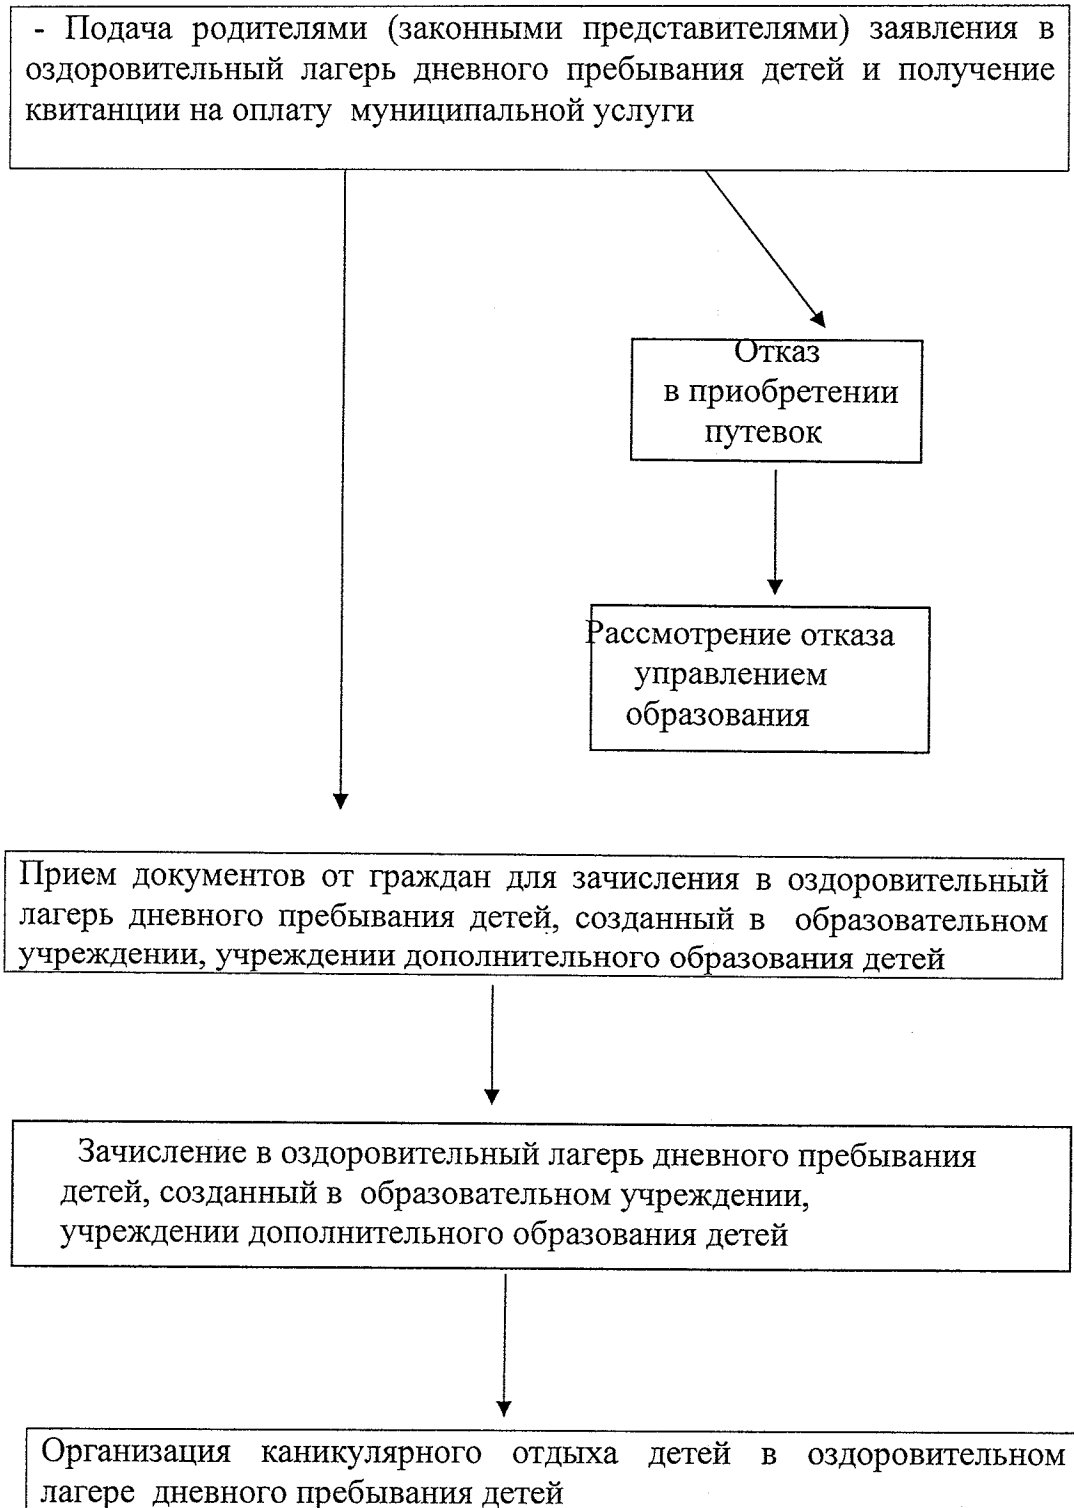 - Подача родителями (законными представителями) заявления в
оздоровительный лагерь дневного пребывания детей и получение
квитанции на оплату муниципальной услуги
Отказ
в приобретении
путевок
Рассмотрение отказа
управлением
образования
Прием документов от граждан для зачисления в оздоровительный
лагерь дневного пребывания детей, созданный в образовательном
учреждении, учреждении дополнительного образования детей
Зачисление в оздоровительный лагерь дневного пребывания
детей, созданный в образовательном учреждении,
учреждении дополнительного образования детей
Организация каникулярного отдыха детей в оздоровительном
лагере дневного пребывания детей